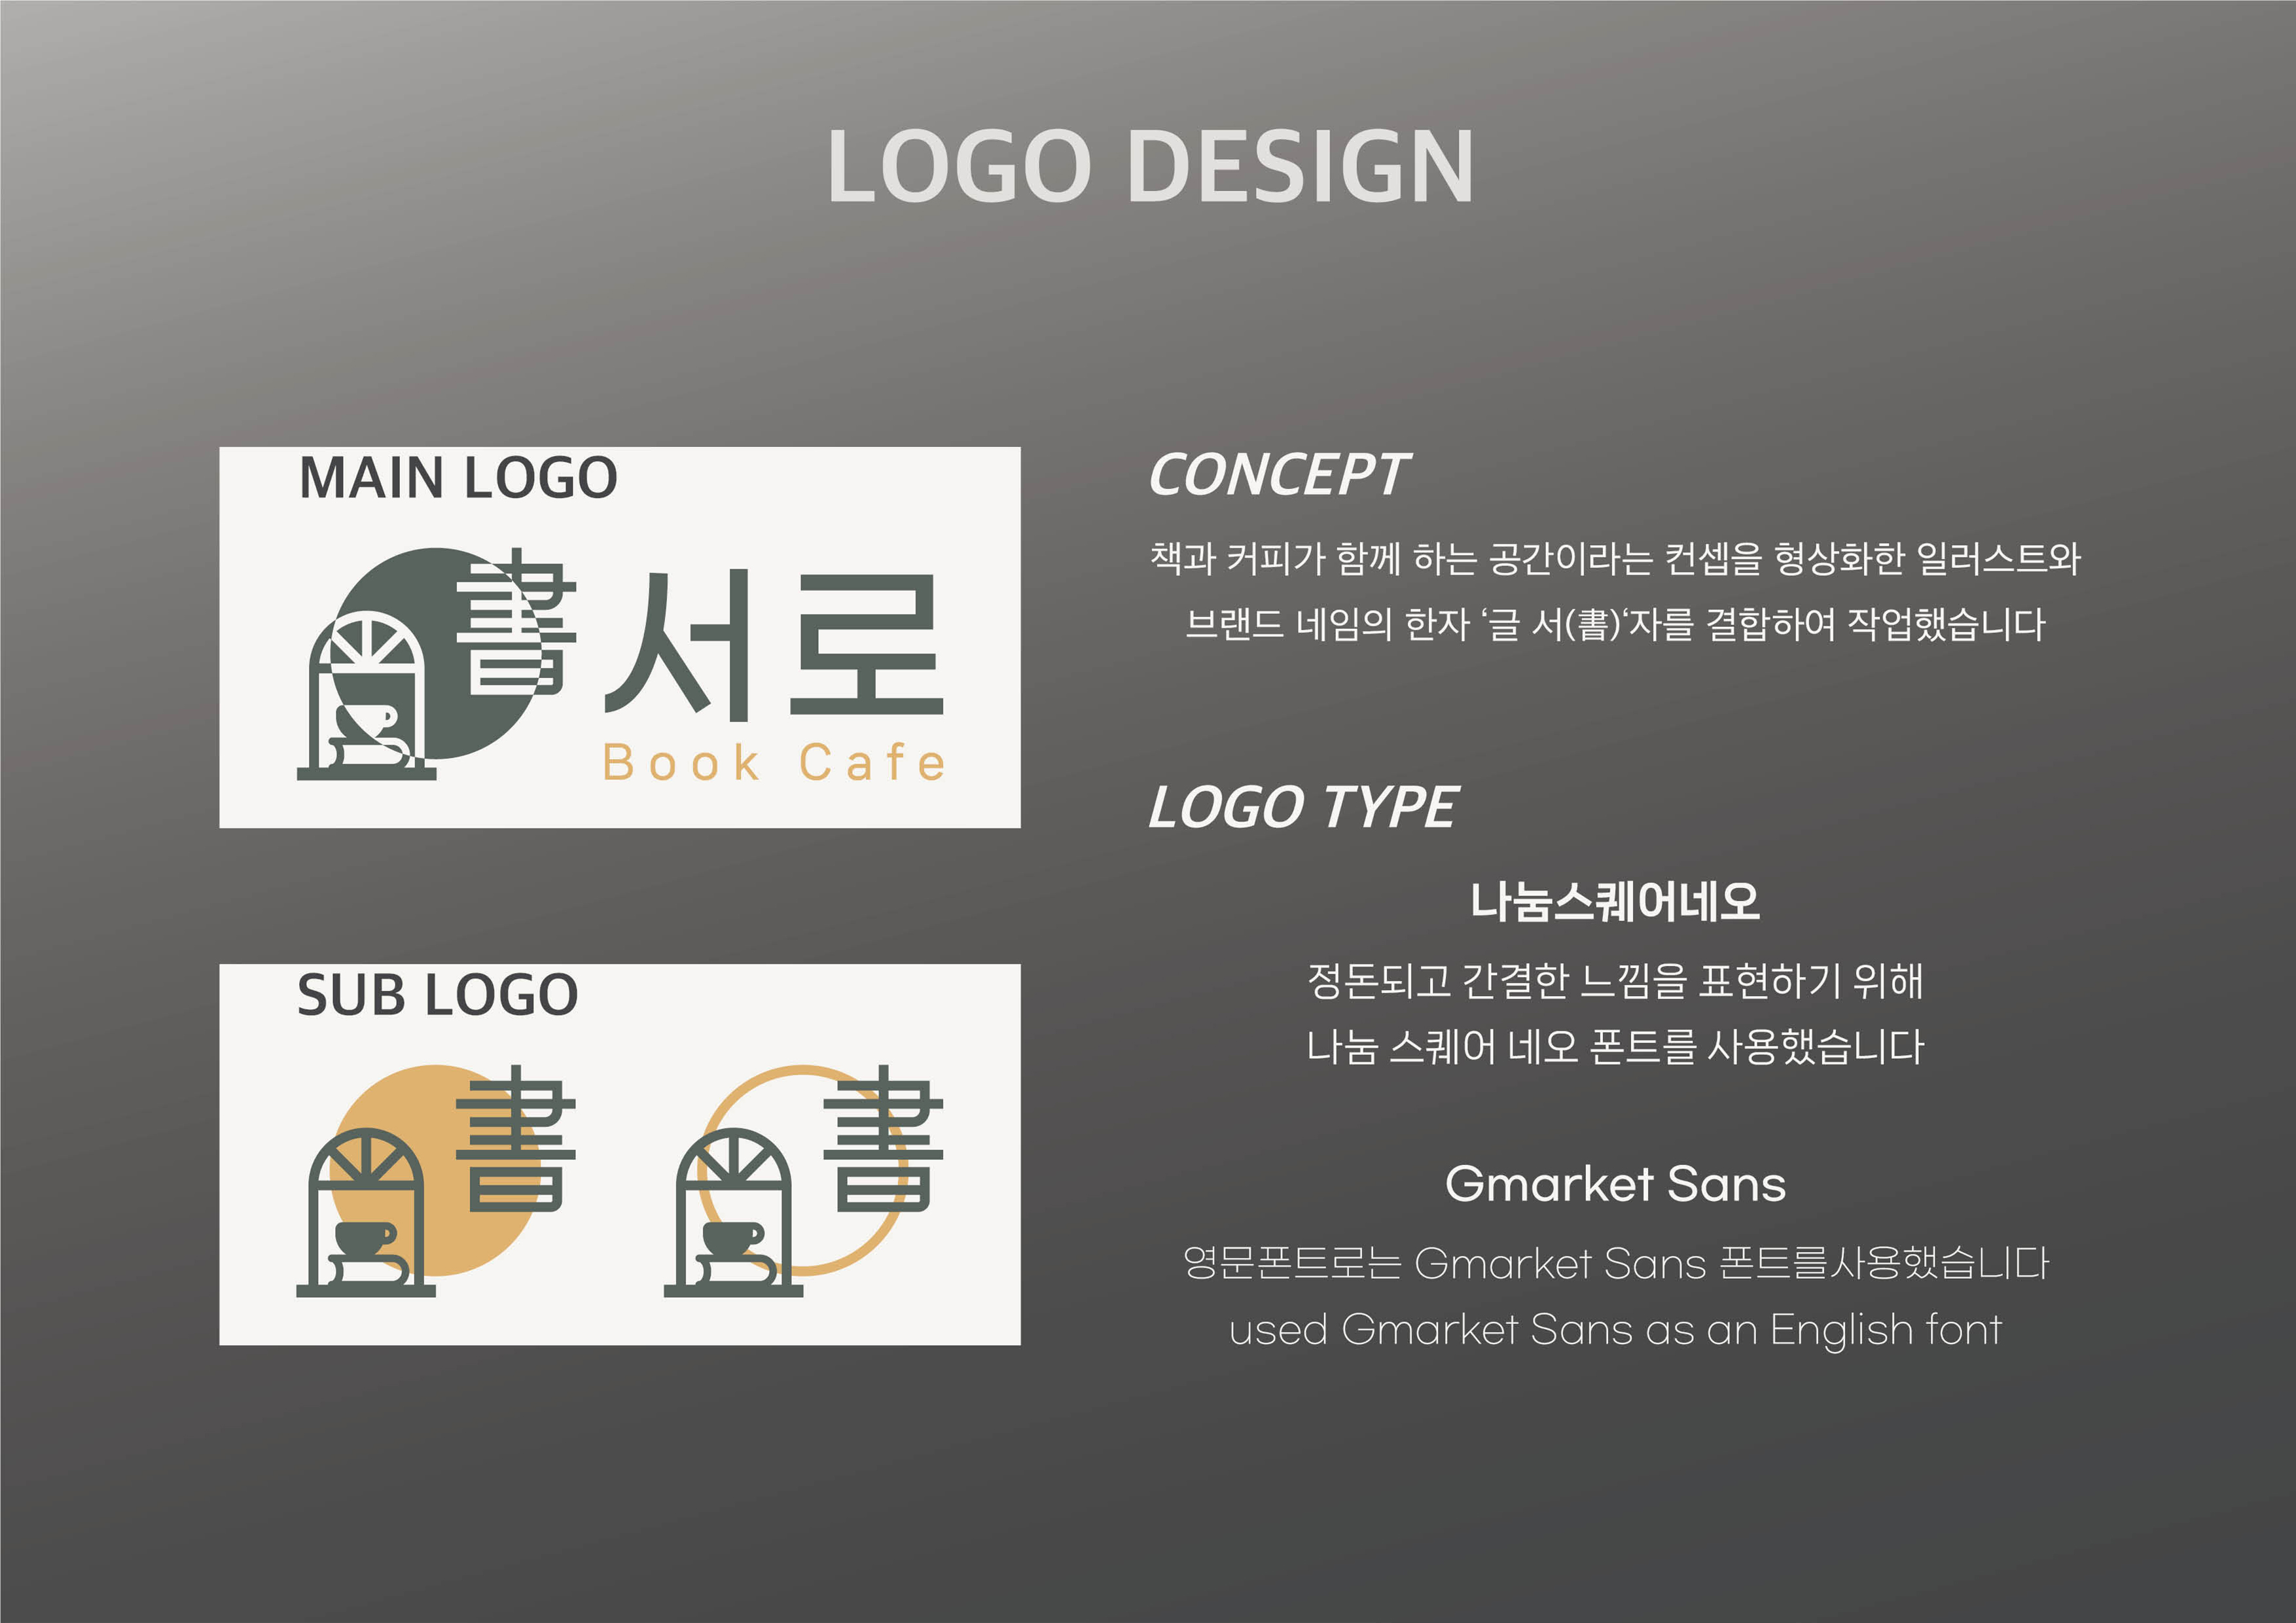 LOGO DESIGN
MAIN LOGO
書 서로
Book Cafe
SUB LOGO
書 書
CONCEPT
책과 커피가 함께 하는 공간이라는 컨셉을 형상화한 일러스트와
브랜드 네임의 한자 ‘글 서(書)‘자를 결합하여 작업했습니다
LOGO TYPE
나눔스퀘어네오
정돈되고 간결한 느낌을 표현하기 위해
나눔 스퀘어 네오 폰트를 사용했습니다
Gmarket Sans
영문폰트로는 Gmarket Sans 폰트를사용했습니다
used Gmarket Sans as an English font